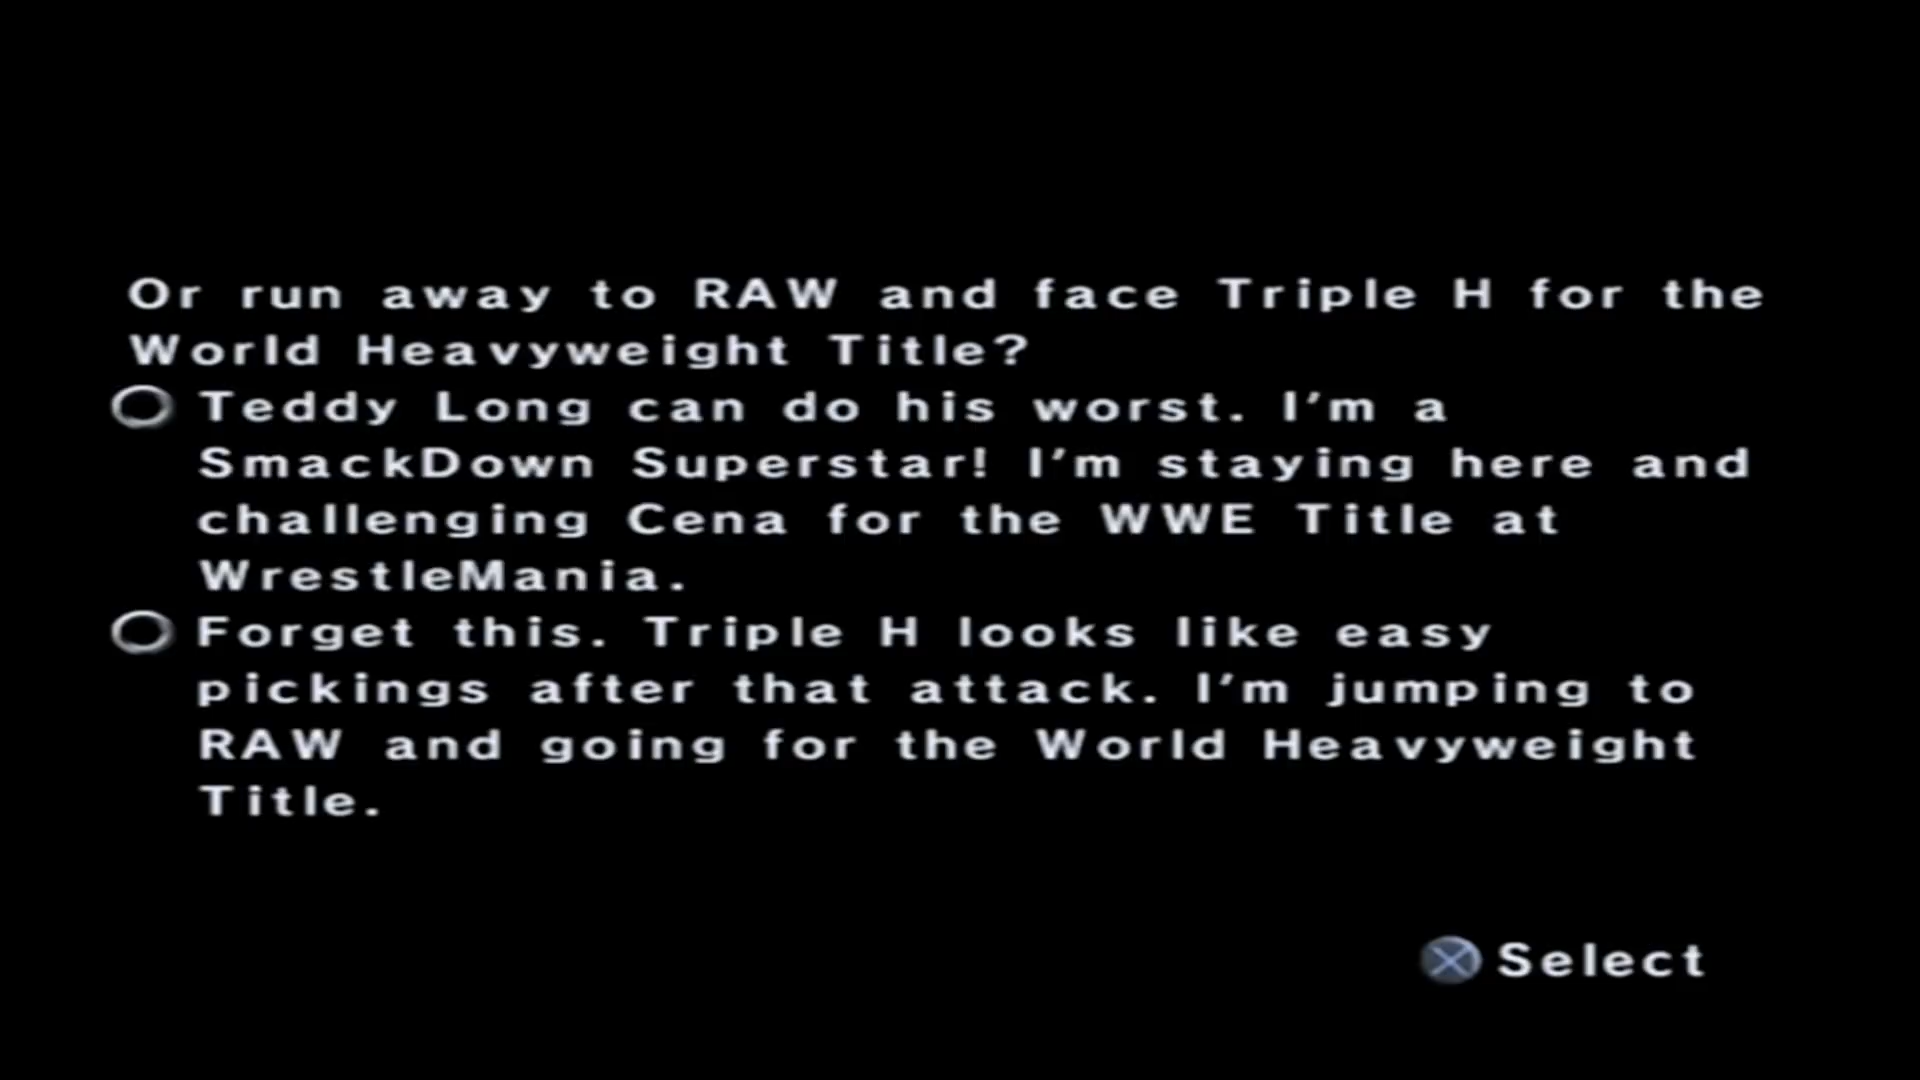 Or run away to RAW and face Triple H for the
World Heavyweight Title?
Teddy Long can do his worst. I'm a
SmackDown Superstar! I'm staying here and
challenging Cena for the WWE Title at
WrestleMania.
Forget this. Triple H looks like easy
pickings after that attack. I'm jumping to
RAW and going for the World Heavyweight
Title.
Select